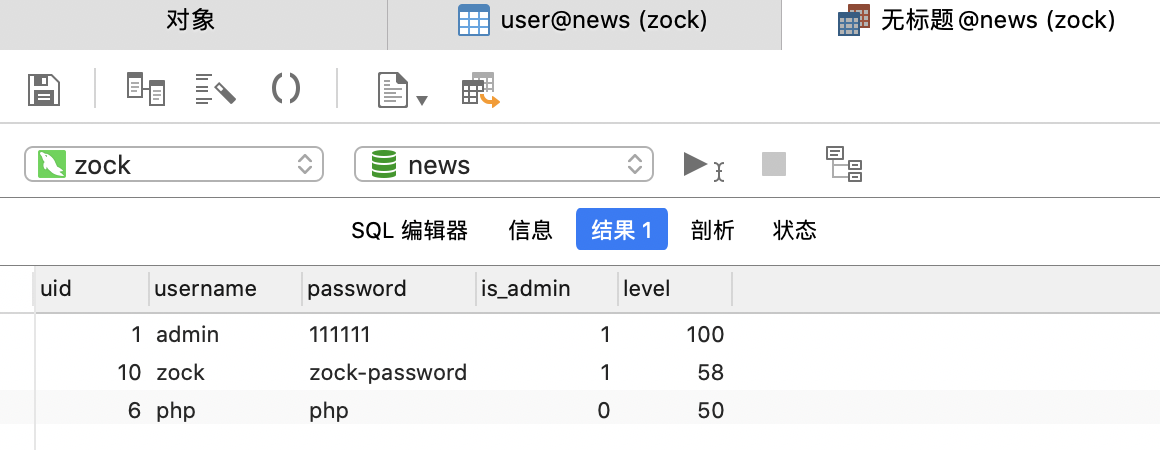 对象 user@news (zock) 无标题@news (zock)
zock news
SQL 编辑器 信息 结果 1 剖析 状态
uid username password is_admin level
1 admin 111111 1 100
10 zock zock-password 1 58
6 php php 0 50